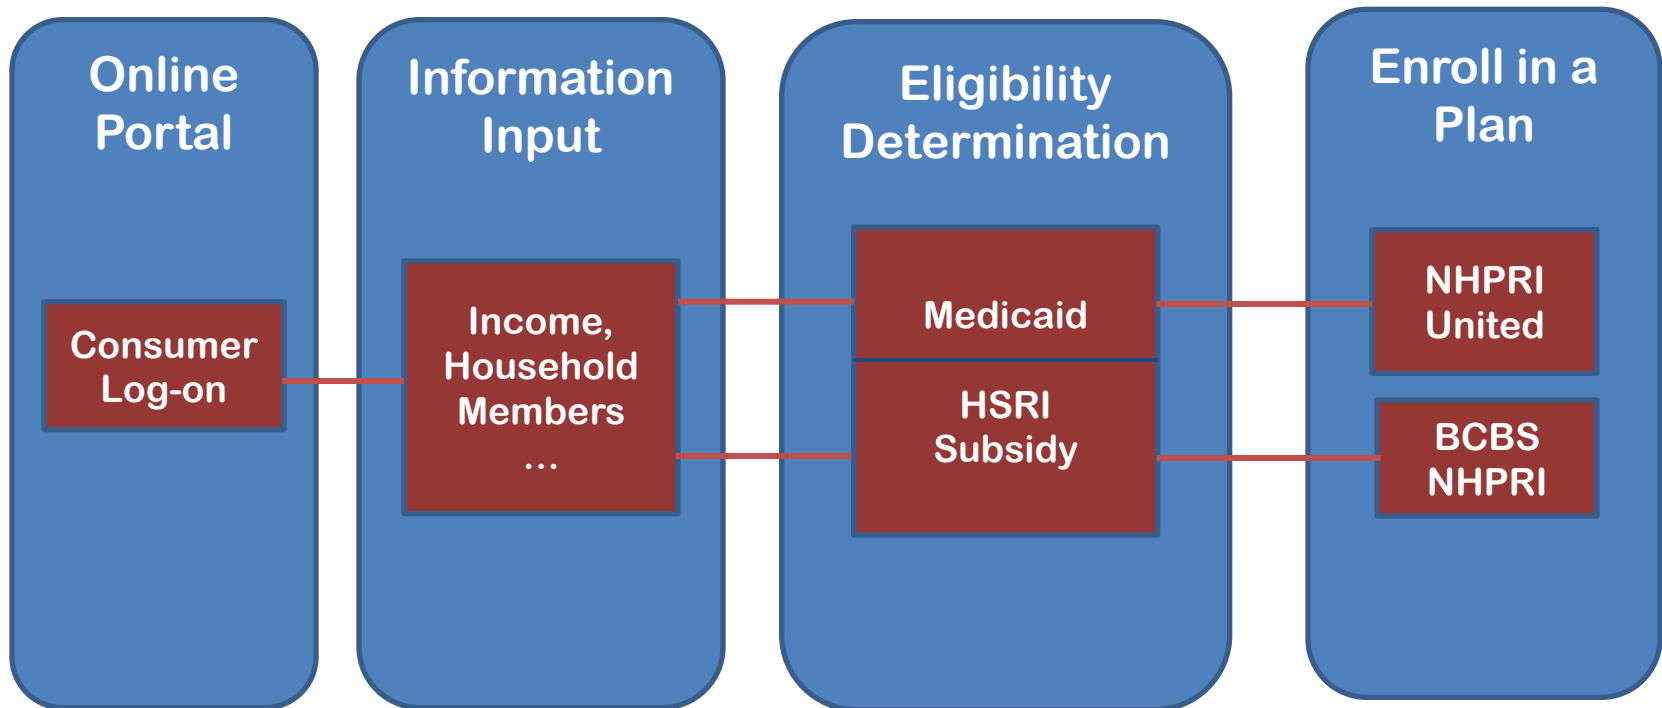 Online
Portal
Consumer
Log-on
Information
Input
Income,
Household
Members
...
Eligibility
Determination
Medicaid
HSRI
Subsidy
Enroll in a
Plan
NHPRI
United
BCBS
NHPRI